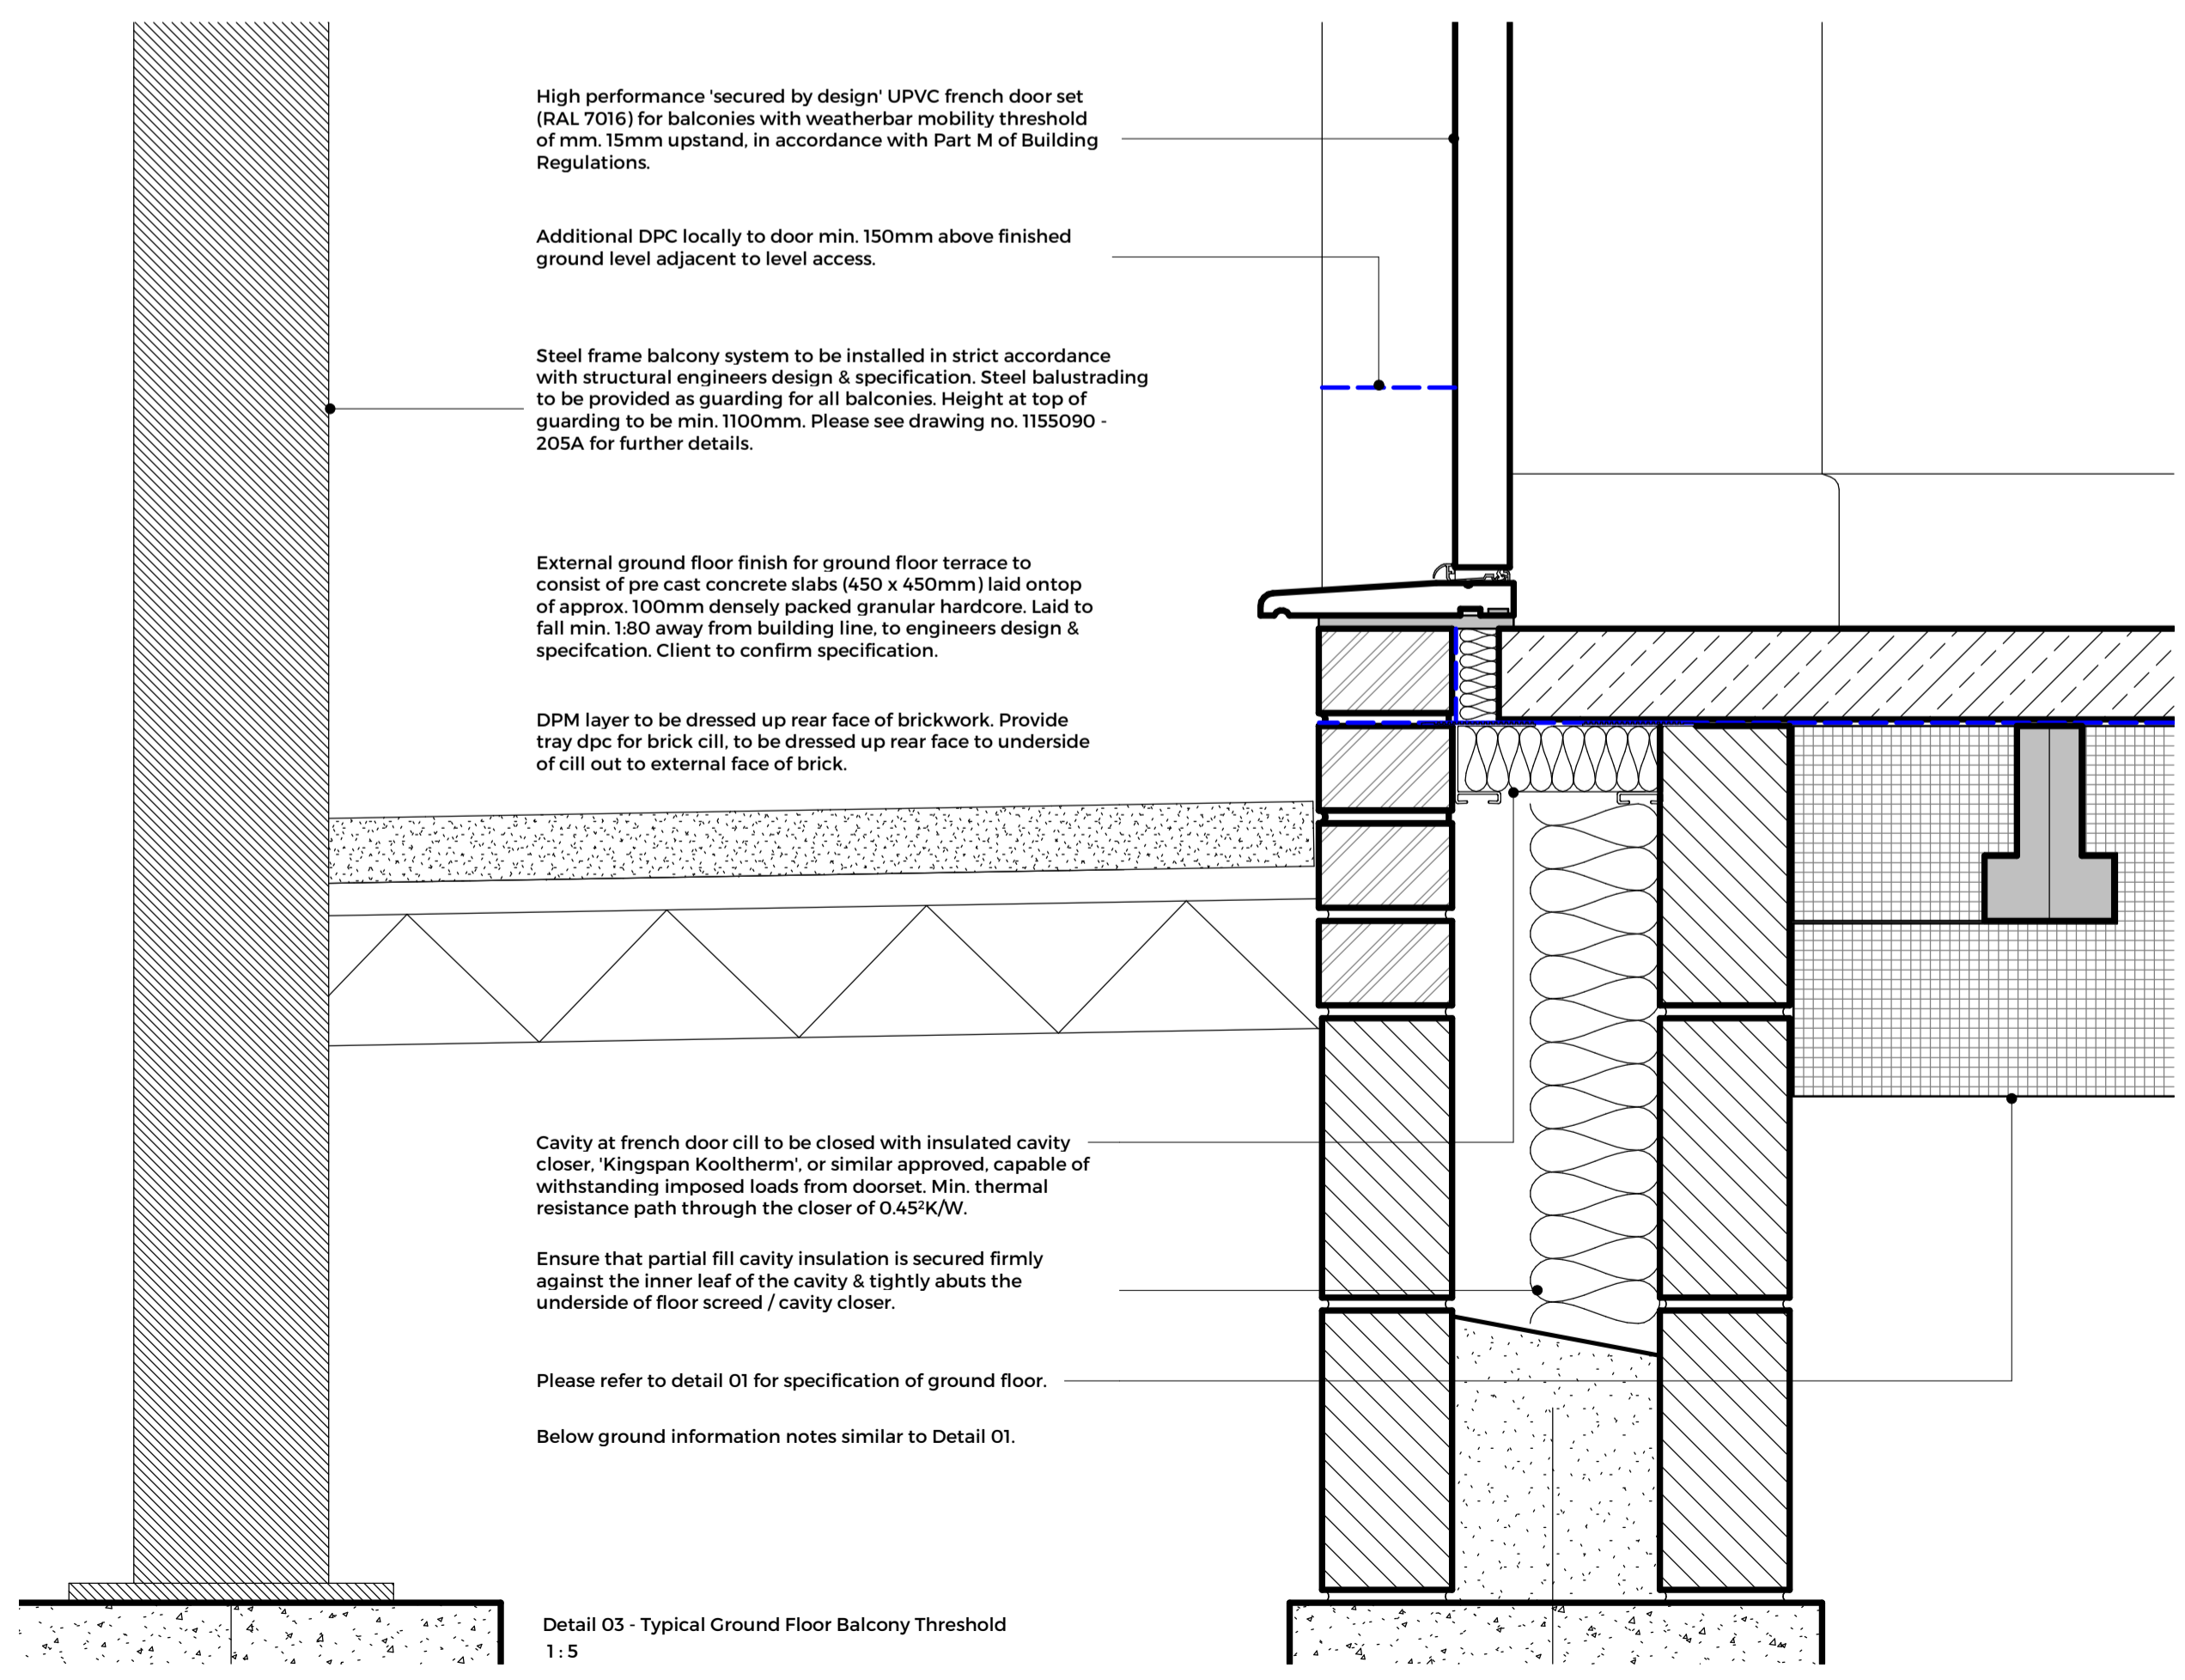 High performance 'secured by design' UPVC french door set
(RAL 7016) for balconies with weatherbar mobility threshold
of mm. 15mm upstand, in accordance with Part M of Building
Regulations.
Additional DPC locally to door min. 150mm above finished
ground level adjacent to level access.
Steel frame balcony system to be installed in strict accordance
with structural engineers design & specification. Steel balustrading
to be provided as guarding for all balconies. Height at top of
guarding to be min. 1100mm. Please see drawing no. 1155090 -
205A for further details.
External ground floor finish for ground floor terrace to
consist of pre cast concrete slabs (450 x 450mm) laid ontop
of approx. 100mm densely packed granular hardcore. Laid to
fall min. 1:80 away from building line, to engineers design &
specifcation. Client to confirm specification.
DPM layer to be dressed up rear face of brickwork. Provide
tray dpc for brick cill, to be dressed up rear face to underside
of cill out to external face of brick.
Cavity at french door cill to be closed with insulated cavity
closer, 'Kingspan Kooltherm', or similar approved, capable of
withstanding imposed loads from doorset. Min. thermal
resistance path through the closer of 0.45²K/W.
Ensure that partial fill cavity insulation is secured firmly
against the inner leaf of the cavity & tightly abuts the
underside of floor screed / cavity closer.
Please refer to detail 01 for specification of ground floor.
Below ground information notes similar to Detail 01.
Detail 03 - Typical Ground Floor Balcony Threshold
1 : 5